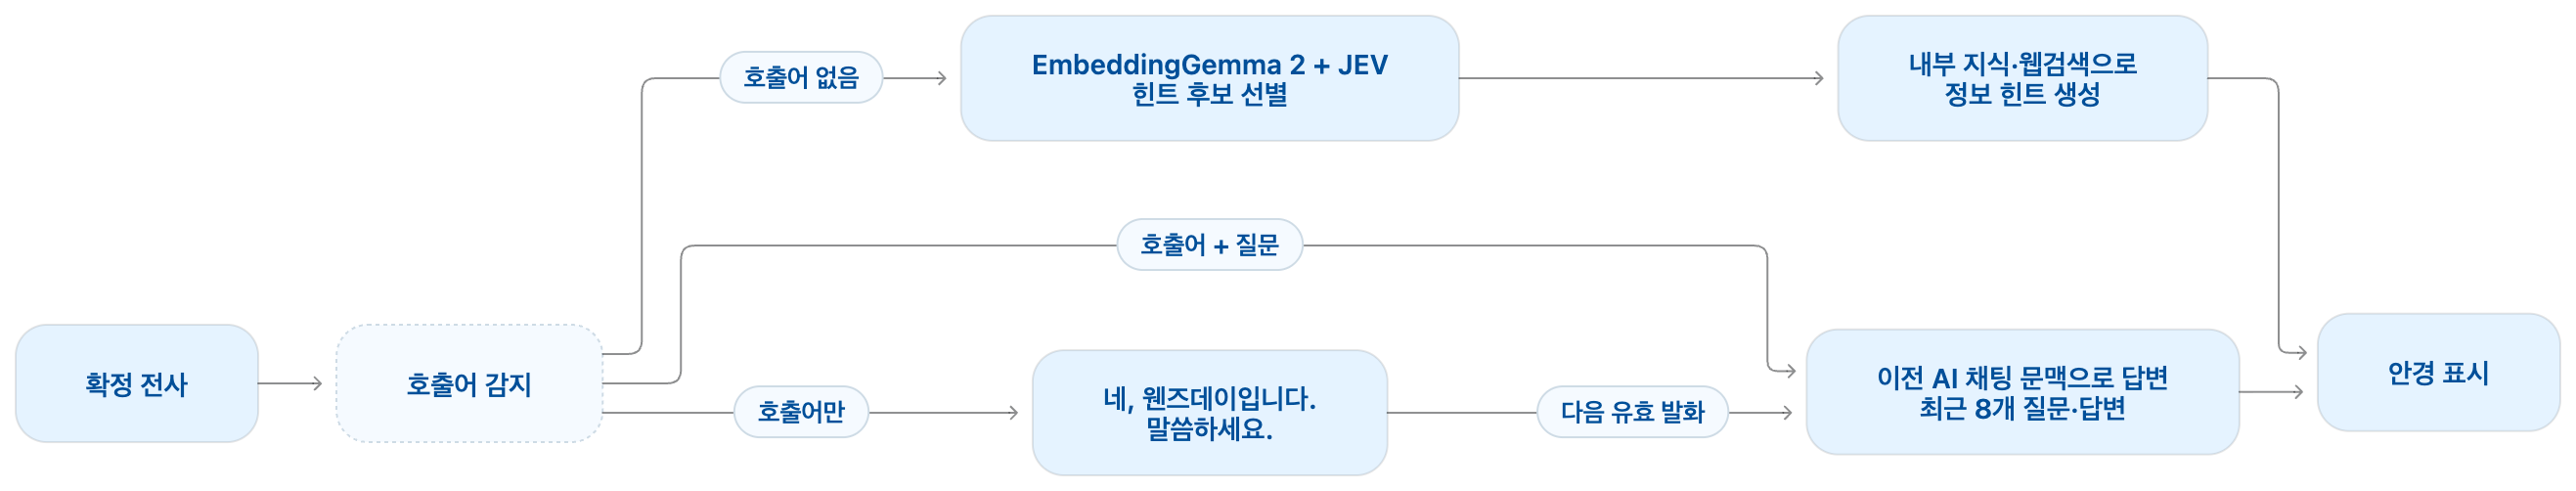 호출어 없음
EmbeddingGemma 2 + JEV
힌트 후보 선별
내부 지식·웹검색으로
정보 힌트 생성
호출어 + 질문
확정 전사
호출어 감지
호출어만
네, 웬즈데이입니다.
말씀하세요.
다음 유효 발화
이전 AI 채팅 문맥으로 답변
최근 8개 질문·답변
안경 표시